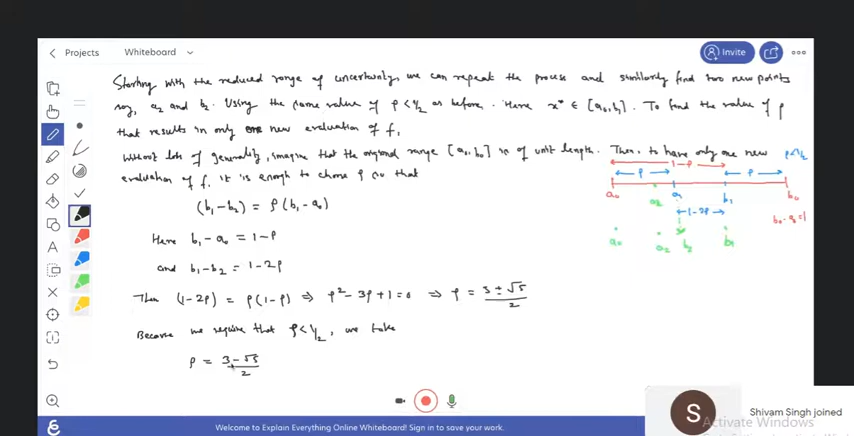 Projects
Whiteboard
Invite
Starting with the reduced range of uncertainty, we can repeat the process and similarly find two new points
say, a₂ and b₂. Using the same value of ρ < 1/2 as before. Here x* ∈ [a₀, b₁]. To find the value of ρ
that results in only one new evaluation of f,
Without loss of generality, imagine that the original range [a₀, b₀] is of unit length. Then, to have only one new
evaluation of f, it is enough to choose ρ so that
(b₁ - b₂) = ρ (b₁ - a₀)
Here b₁ - a₀ = 1 - ρ
and b₁ - b₂ = 1 - 2ρ
Then (1 - 2ρ) = ρ(1 - ρ) ⇒ ρ² - 3ρ + 1 = 0 ⇒ ρ = (3 ± √5)/2
Because we require that ρ < 1/2, we take
ρ = (3 - √5)/2
ρ < 1/2
1 - ρ
ρ ρ
a₂
a₀ a₁ b₁ b₀
1 - 2ρ
b₀ - a₀ = 1
a₀ a₂ b₂ b₁
Welcome to Explain Everything Online Whiteboard! Sign in to save your work.
S
Shivam Singh joined
Activate Windows